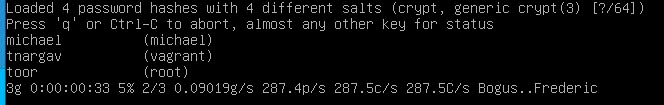 Loaded 4 password hashes with 4 different salts (crypt, generic crypt(3) [?/64])
Press 'q' or Ctrl-C to abort, almost any other key for status
michael          (michael)
tnargav          (vagrant)
toor             (root)
3g 0:00:00:33 5% 2/3 0.09019g/s 287.4p/s 287.5c/s 287.5C/s Bogus..Frederic